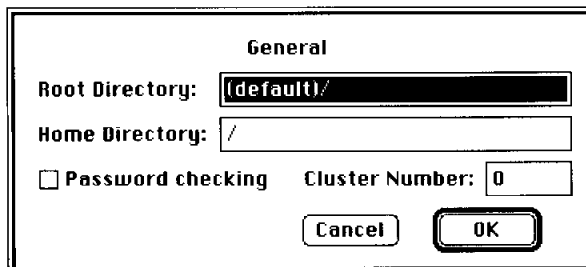 General
Root Directory: (default)/
Home Directory: /
Password checking Cluster Number: 0
Cancel OK